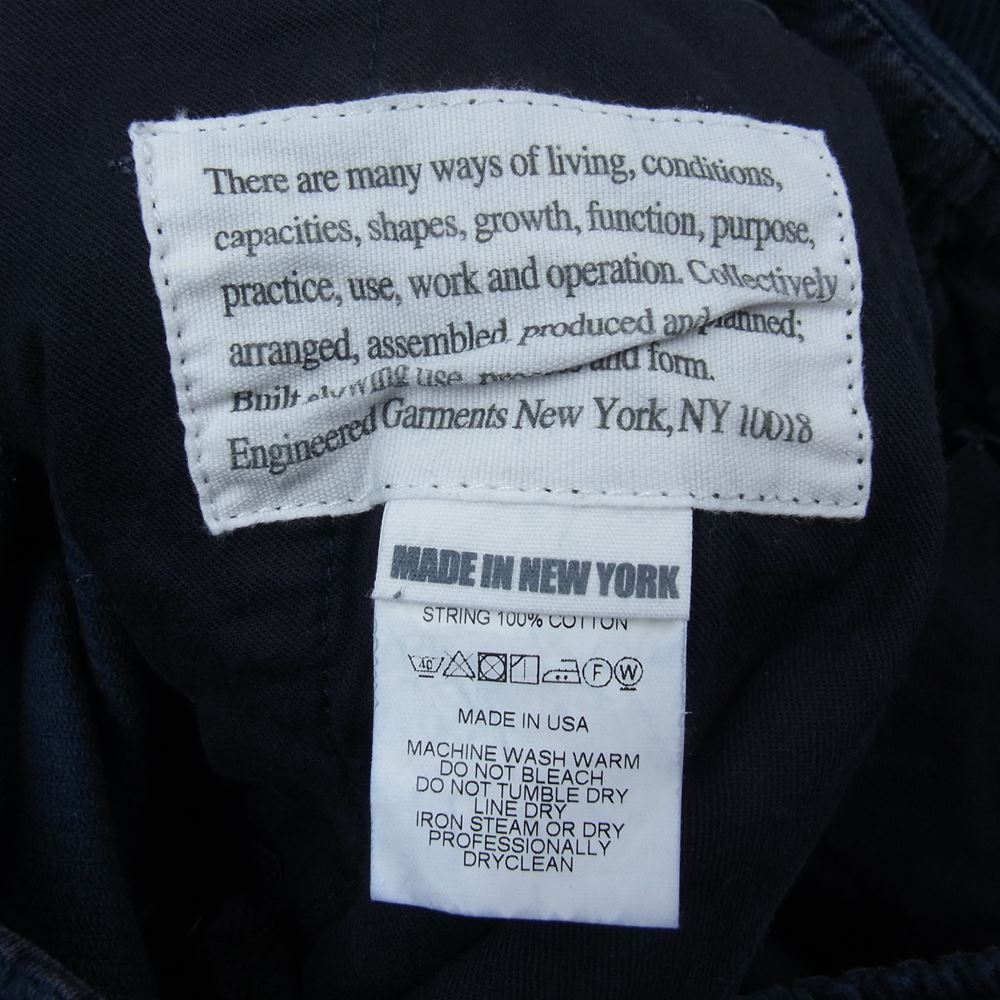 There are many ways of living, conditions,
capacities, shapes, growth, function, purpose,
practice, use, work and operation. Collectively
arranged, assembled, produced and planned;
Built and form.
Engineered Garments New York, NY 10018
MADE IN NEW YORK
STRING 100% COTTON
40 F W
MADE IN USA
MACHINE WASH WARM
DO NOT BLEACH
DO NOT TUMBLE DRY
LINE DRY
IRON STEAM OR DRY
PROFESSIONALLY
DRYCLEAN